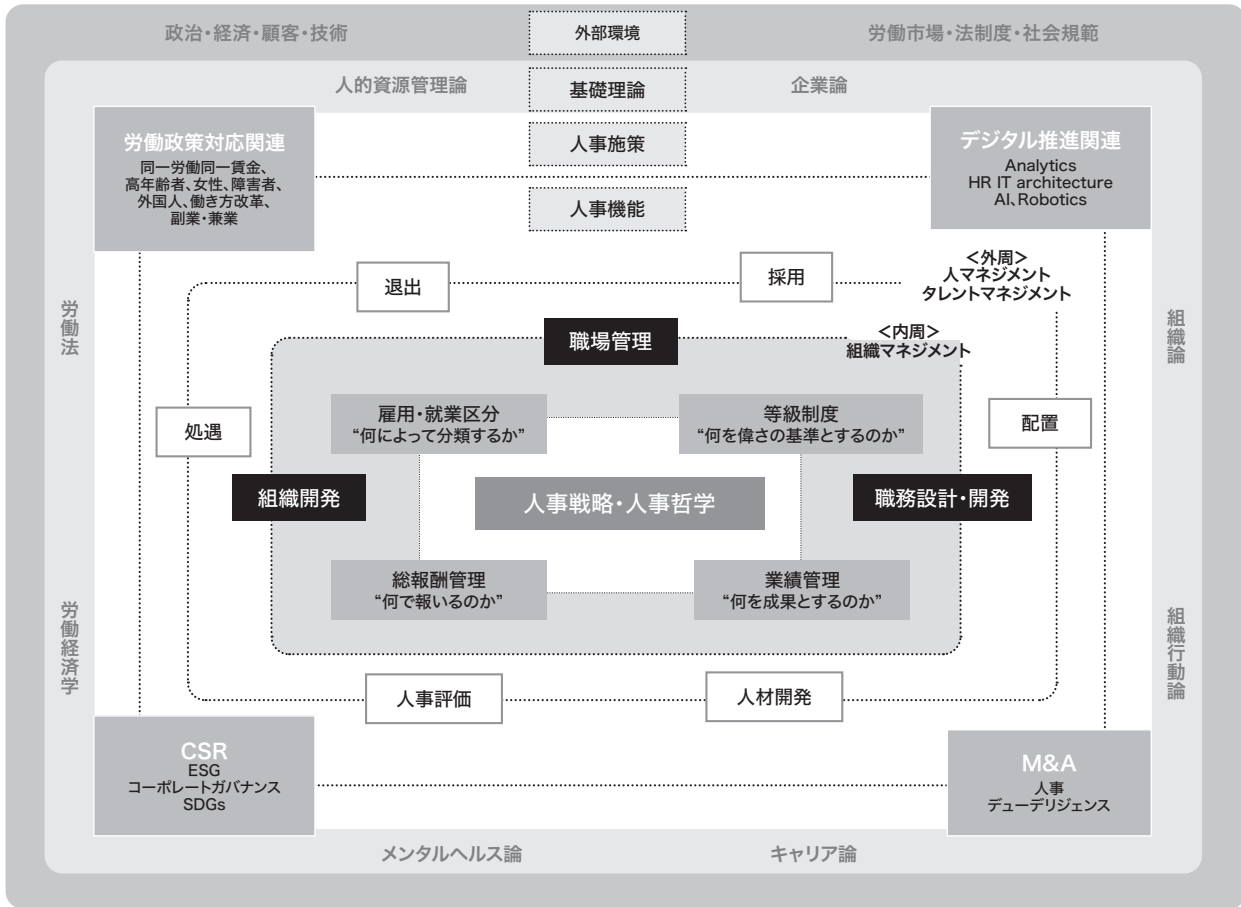 政治・経済・顧客・技術
外部環境
労働市場・法制度・社会規範
人的資源管理論
基礎理論
企業論
労働政策対応関連
同一労働同一賃金、
高年齢者、女性、障害者、
外国人、働き方改革、
副業・兼業
人事施策
人事機能
デジタル推進関連
Analytics
HR IT architecture
AI、Robotics
退出
採用
＜外周＞
人マネジメント
タレントマネジメント
労働法
職場管理
＜内周＞
組織マネジメント
組織論
処遇
雇用・就業区分
“何によって分類するか”
等級制度
“何を偉さの基準とするのか”
配置
組織開発
人事戦略・人事哲学
職務設計・開発
総報酬管理
“何で報いるのか”
業績管理
“何を成果とするのか”
労働経済学
組織行動論
人事評価
人材開発
CSR
ESG
コーポレートガバナンス
SDGs
M&A
人事
デューデリジェンス
メンタルヘルス論
キャリア論